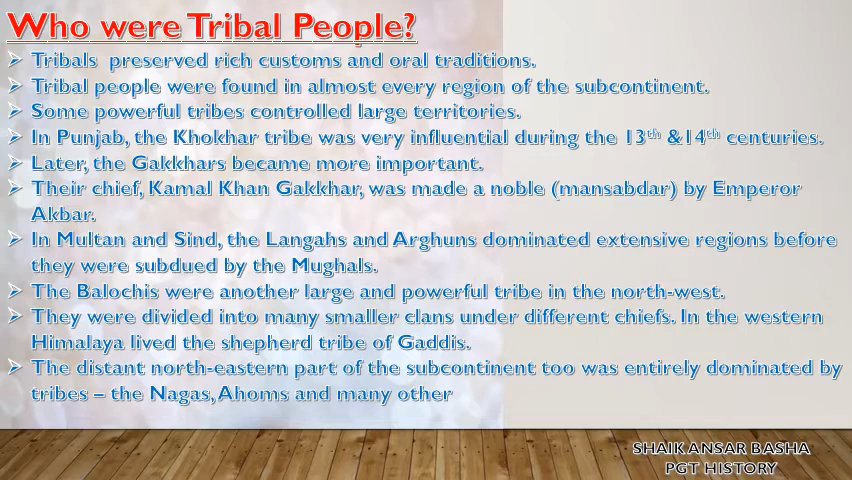 Who were Tribal People?
➢ Tribals preserved rich customs and oral traditions.
➢ Tribal people were found in almost every region of the subcontinent.
➢ Some powerful tribes controlled large territories.
➢ In Punjab, the Khokhar tribe was very influential during the 13th &14th centuries.
➢ Later, the Gakkhars became more important.
➢ Their chief, Kamal Khan Gakkhar, was made a noble (mansabdar) by Emperor
Akbar.
➢ In Multan and Sind, the Langahs and Arghuns dominated extensive regions before
they were subdued by the Mughals.
➢ The Balochis were another large and powerful tribe in the north-west.
➢ They were divided into many smaller clans under different chiefs. In the western
Himalaya lived the shepherd tribe of Gaddis.
➢ The distant north-eastern part of the subcontinent too was entirely dominated by
tribes – the Nagas, Ahoms and many other
SHAIK ANSAR BASHA
PGT HISTORY